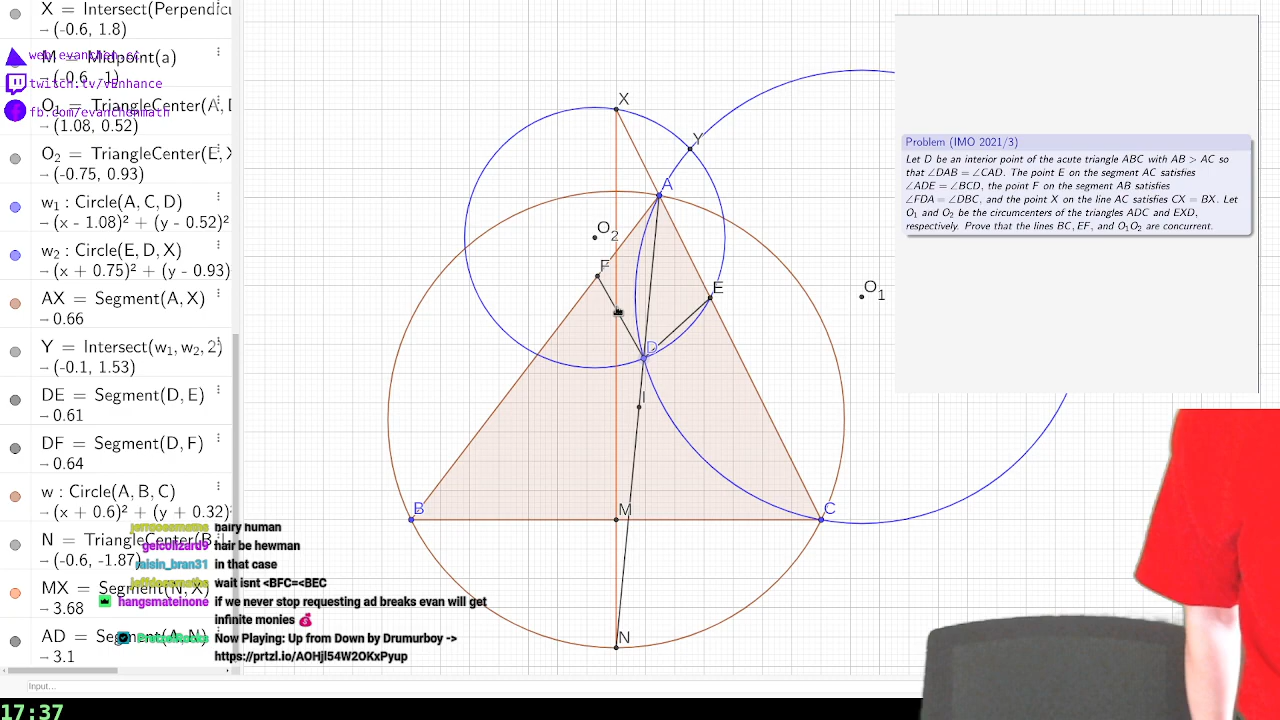 X = Intersect(Perpendicu
→ (-0.6, 1.8)
M = Midpoint(a)
→ (-0.6, -1)
web.evanchen.cc
twitch.tv/vEnhance
O₁ = TriangleCenter(A, D
fb.com/evanchenmath
→ (1.08, 0.52)
O₂ = TriangleCenter(E, X
→ (-0.75, 0.93)
w₁ : Circle(A, C, D)
→ (x - 1.08)² + (y - 0.52)²
w₂ : Circle(E, D, X)
→ (x + 0.75)² + (y - 0.93)
AX = Segment(A, X)
→ 0.66
Y = Intersect(w₁, w₂, 2)
→ (-0.1, 1.53)
DE = Segment(D, E)
→ 0.61
DF = Segment(D, F)
→ 0.64
w : Circle(A, B, C)
→ (x + 0.6)² + (y + 0.32)²
N = TriangleCenter(B,
→ (-0.6, -1.87)
MX = Segment(N, X)
→ 3.68
AD = Segment(A, N)
→ 3.1
hairy human
gelcolizard9 hair be hewman
raisin_bran31 in that case
wait isnt <BFC=<BEC
hangsmateinone if we never stop requesting ad breaks evan will get
infinite monies
Now Playing: Up from Down by Drumurboy ->
https://prtzl.io/AOHjl54W2OKxPyup
Input...
17:37
X
Y
A
O₂
F
E
O₁
D
I
B
M
C
N
Problem (IMO 2021/3)
Let D be an interior point of the acute triangle ABC with AB > AC so
that ∠DAB = ∠CAD. The point E on the segment AC satisfies
∠ADE = ∠BCD, the point F on the segment AB satisfies
∠FDA = ∠DBC, and the point X on the line AC satisfies CX = BX. Let
O₁ and O₂ be the circumcenters of the triangles ADC and EXD,
respectively. Prove that the lines BC, EF, and O₁O₂ are concurrent.